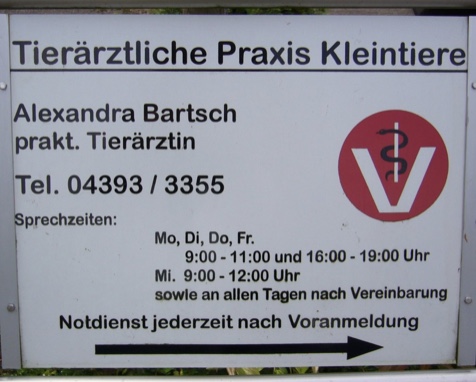 Tierärztliche Praxis Kleintiere
Alexandra Bartsch
prakt. Tierärztin
Tel. 04393 / 3355
Sprechzeiten:
Mo, Di, Do, Fr.
9:00 - 11:00 und 16:00 - 19:00 Uhr
Mi. 9:00 - 12:00 Uhr
sowie an allen Tagen nach Vereinbarung
Notdienst jederzeit nach Voranmeldung
V